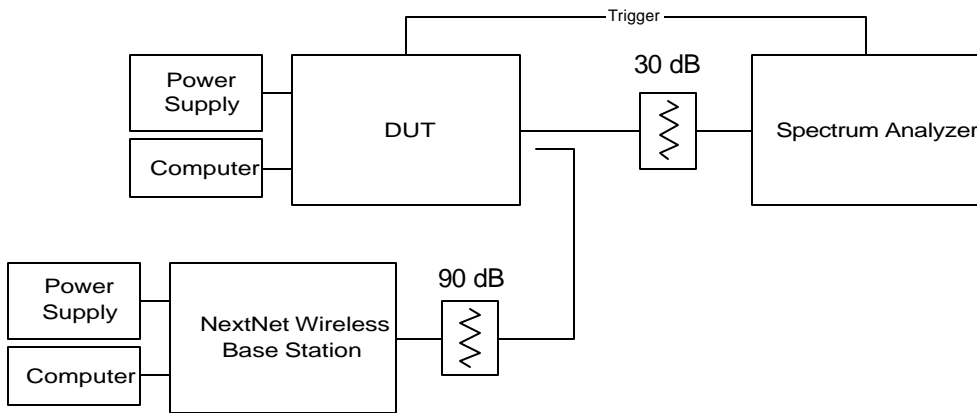 Trigger
30 dB
Power
Supply
DUT
Spectrum Analyzer
Computer
90 dB
Power
Supply
NextNet Wireless
Base Station
Computer